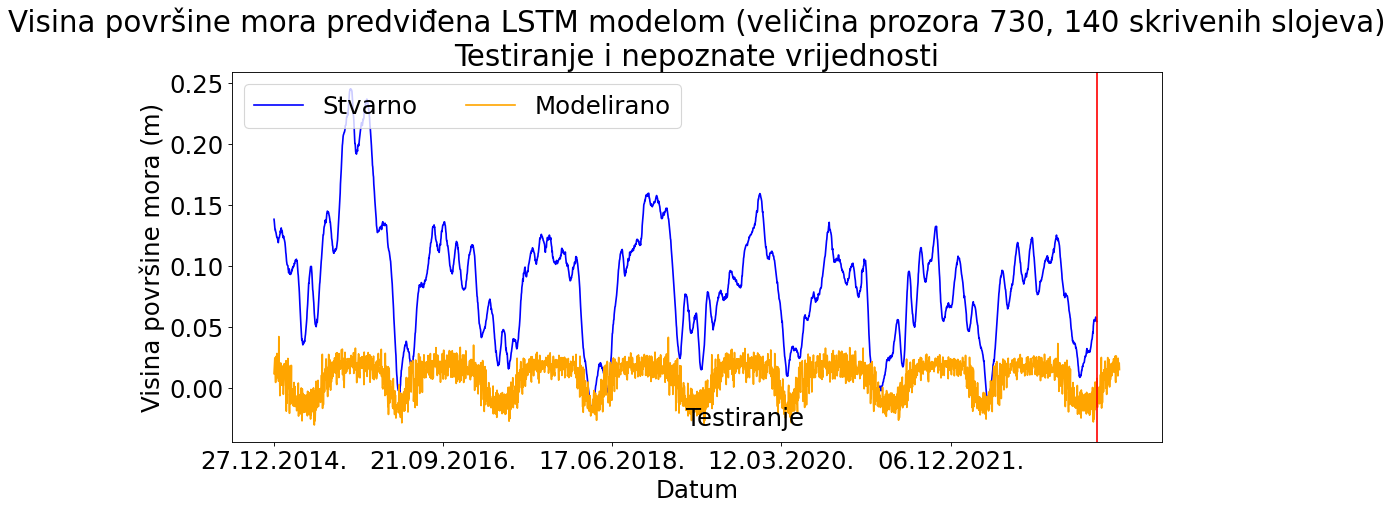 Visina površine mora predviđena LSTM modelom (veličina prozora 730, 140 skrivenih slojeva)
Testiranje i nepoznate vrijednosti
Stvarno
Modelirano
Visina površine mora (m)
0.25
0.20
0.15
0.10
0.05
0.00
Testiranje
27.12.2014.
21.09.2016.
17.06.2018.
12.03.2020.
06.12.2021.
Datum